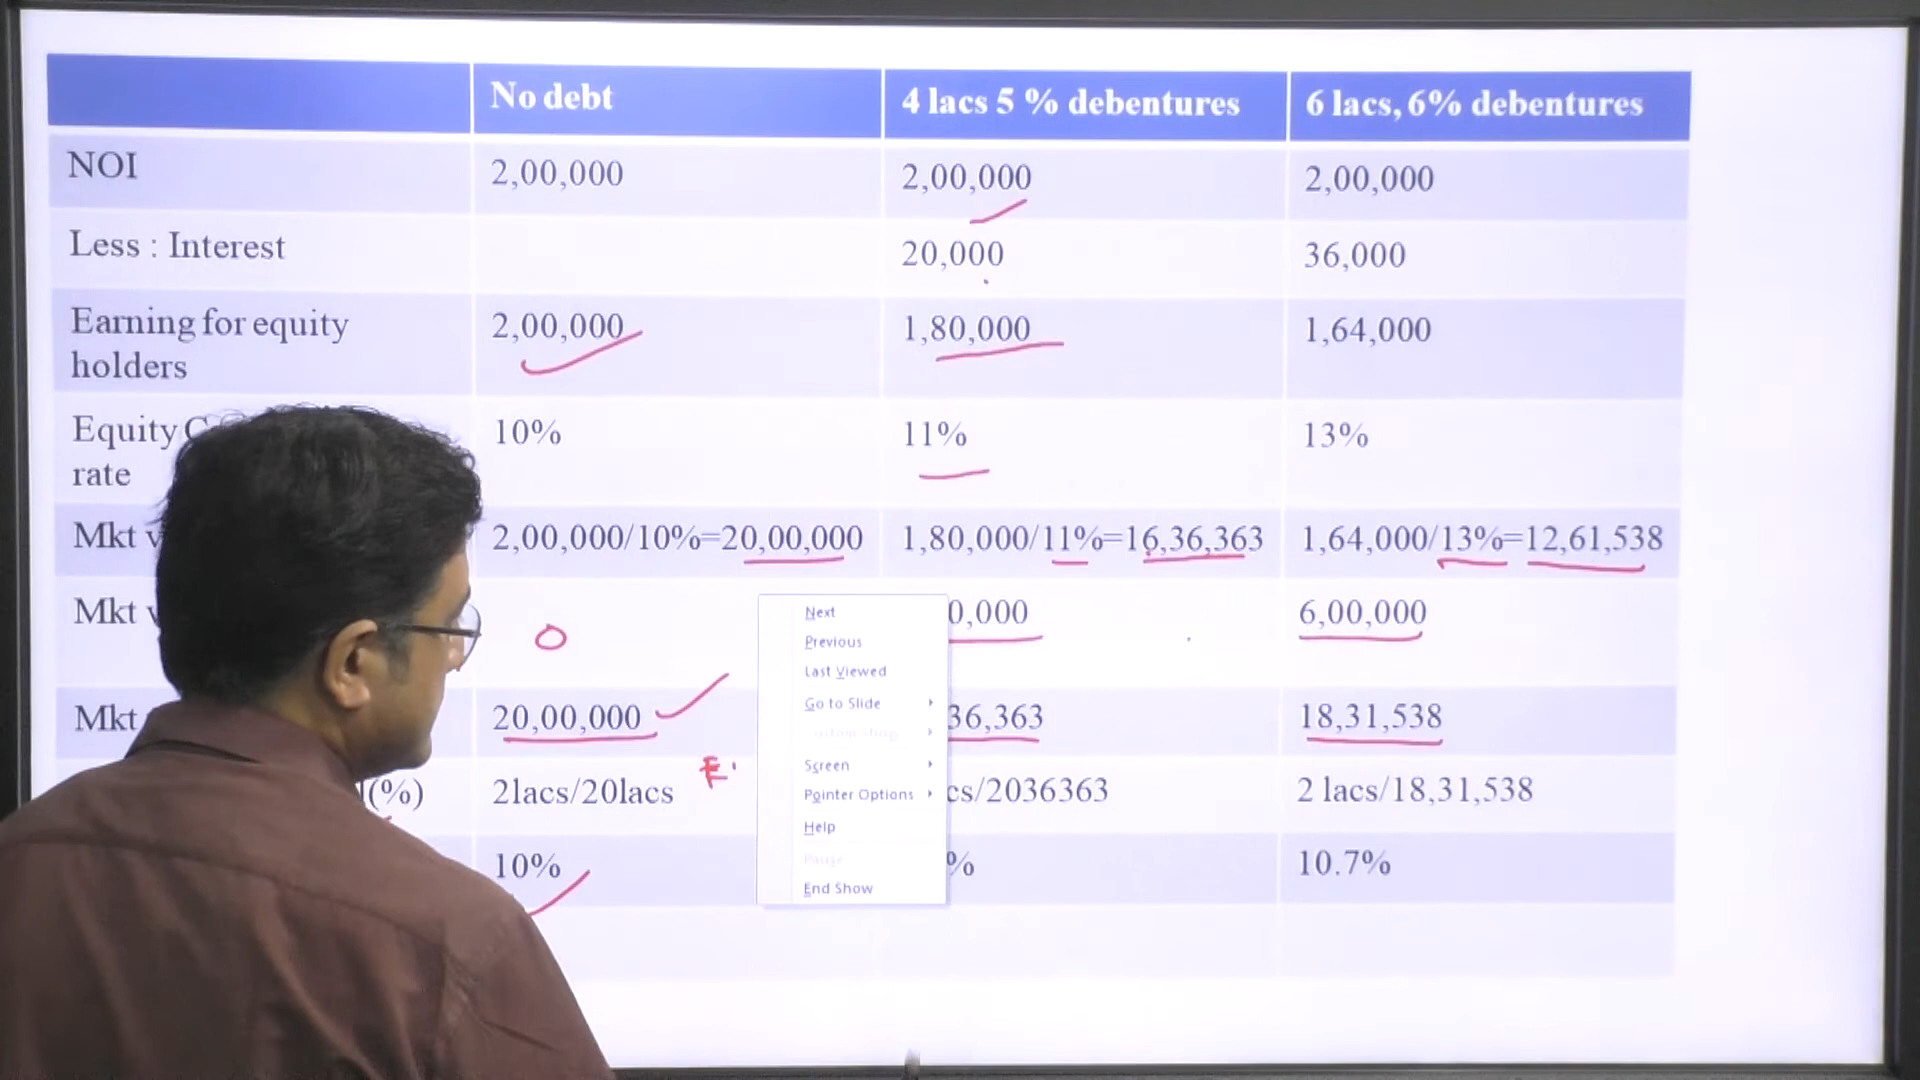 No debt
4 lacs 5 % debentures
6 lacs, 6% debentures
NOI
2,00,000
2,00,000
2,00,000
Less : Interest
20,000
36,000
Earning for equity
holders
2,00,000
1,80,000
1,64,000
Equity
rate
10%
11%
13%
Mkt
2,00,000/10%=20,00,000
1,80,000/11%=16,36,363
1,64,000/13%=12,61,538
Mkt
0
0,000
6,00,000
Mkt
20,00,000
36,363
18,31,538
(%)
2lacs/20lacs
cs/2036363
2 lacs/18,31,538
10%
%
10.7%
Next
Previous
Last Viewed
Go to Slide
Screen
Pointer Options
Help
Pause
End Show